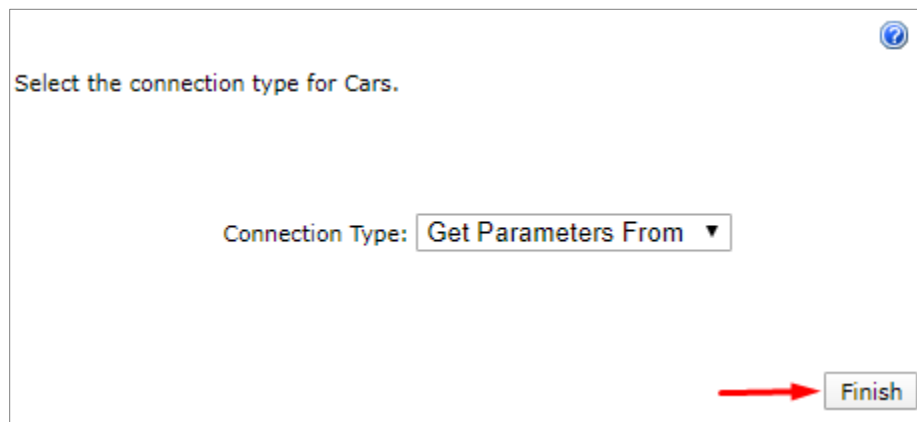 Select the connection type for Cars.
Connection Type: Get Parameters From
Finish